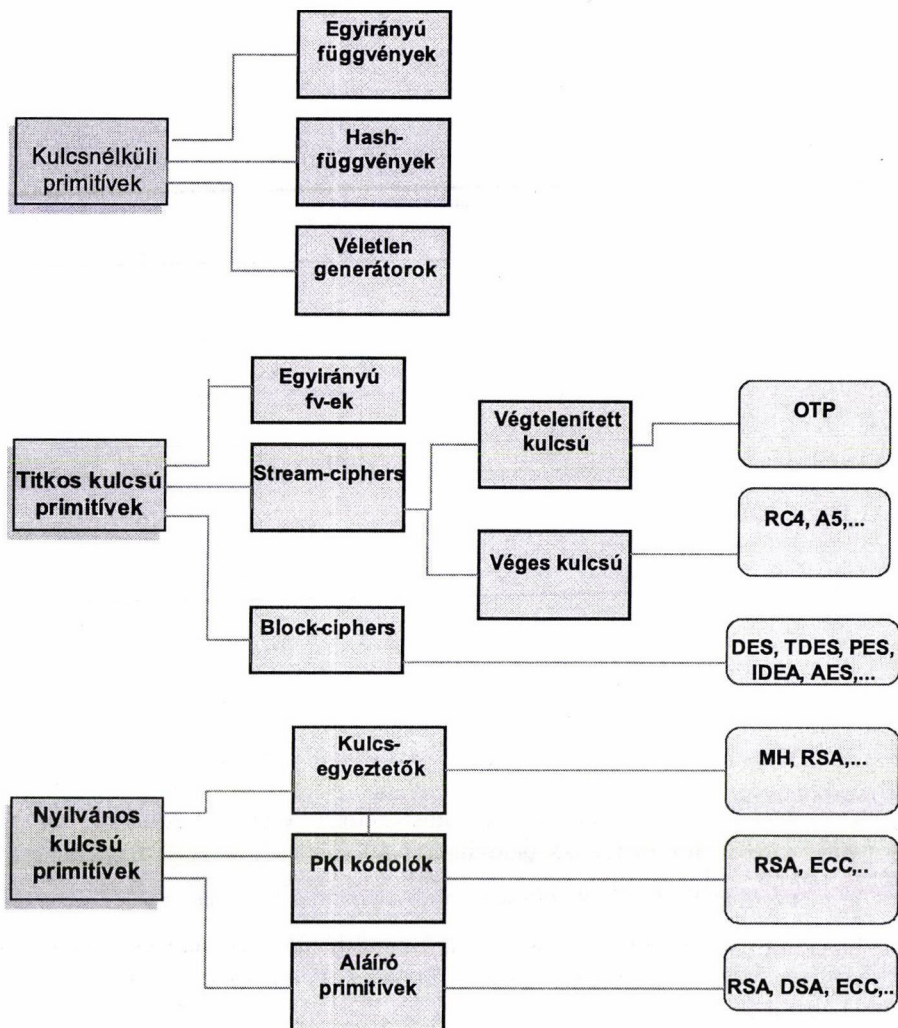 Egyirányú
függvények
Kulcsnélküli
primitívek
Hash-
függvények
Véletlen
generátorok
Egyirányú
fv-ek
Titkos kulcsú
primitívek
Stream-ciphers
Végtelenített
kulcsú
OTP
Véges kulcsú
RC4, A5,...
Block-ciphers
DES, TDES, PES,
IDEA, AES,...
Nyilvános
kulcsú
primitívek
Kulcs-
egyeztetők
MH, RSA,...
PKI kódolók
RSA, ECC,..
Aláíró
primitívek
RSA, DSA, ECC,..